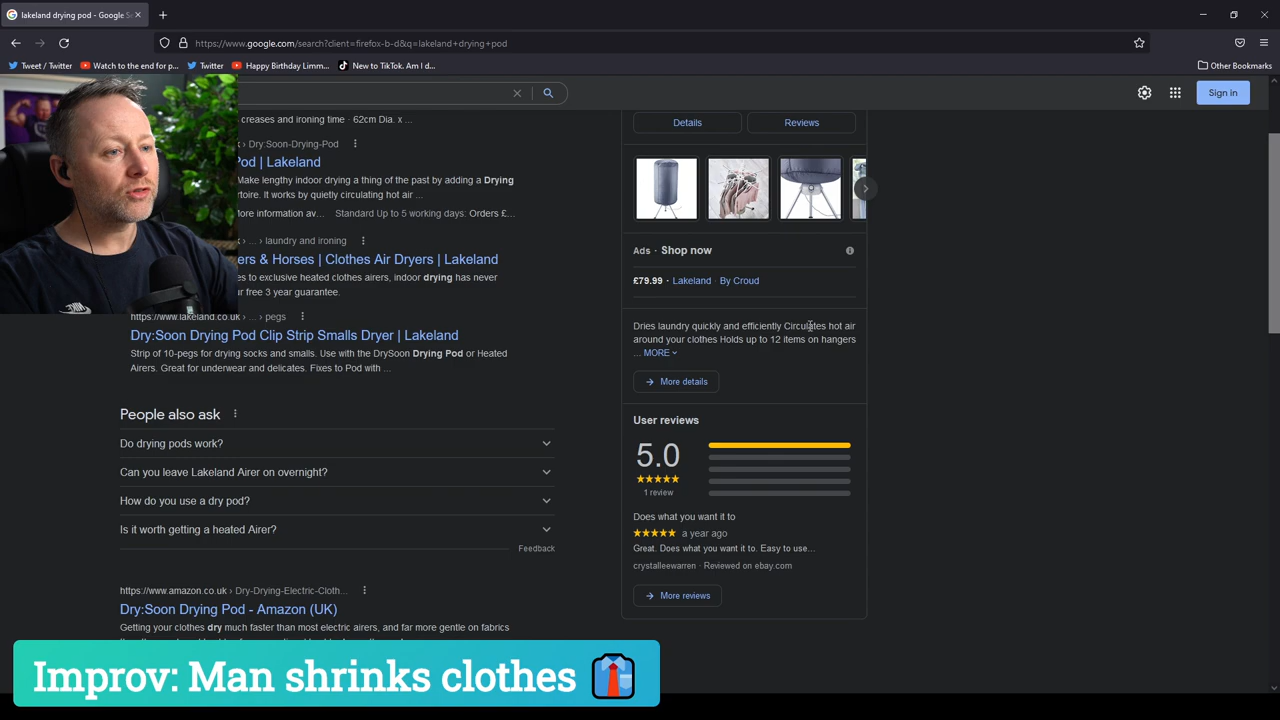 lakeland drying pod - Google S
https://www.google.com/search?client=firefox-b-d&q=lakeland+drying+pod
Tweet / Twitter
Watch to the end for p...
Twitter
Happy Birthday Limm...
New to TikTok. Am I d...
Other Bookmarks
Sign in
creases and ironing time · 62cm Dia. x ...
› ... › Dry:Soon-Drying-Pod
Pod | Lakeland
Make lengthy indoor drying a thing of the past by adding a Drying
rtoire. It works by quietly circulating hot air ...
More information av... Standard Up to 5 working days: Orders £...
› ... › laundry and ironing
ers & Horses | Clothes Air Dryers | Lakeland
es to exclusive heated clothes airers, indoor drying has never
ur free 3 year guarantee.
https://www.lakeland.co.uk › ... › pegs
Dry:Soon Drying Pod Clip Strip Smalls Dryer | Lakeland
Strip of 10-pegs for drying socks and smalls. Use with the DrySoon Drying Pod or Heated
Airers. Great for underwear and delicates. Fixes to Pod with ...
People also ask
Do drying pods work?
Can you leave Lakeland Airer on overnight?
How do you use a dry pod?
Is it worth getting a heated Airer?
Feedback
https://www.amazon.co.uk › Dry-Drying-Electric-Cloth...
Dry:Soon Drying Pod - Amazon (UK)
Getting your clothes dry much faster than most electric airers, and far more gentle on fabrics
Details
Reviews
Ads · Shop now
£79.99 · Lakeland · By Croud
Dries laundry quickly and efficiently Circulates hot air
around your clothes Holds up to 12 items on hangers
... MORE
More details
User reviews
5.0
1 review
Does what you want it to
a year ago
Great. Does what you want it to. Easy to use...
crystalleewarren · Reviewed on ebay.com
More reviews
Improv: Man shrinks clothes